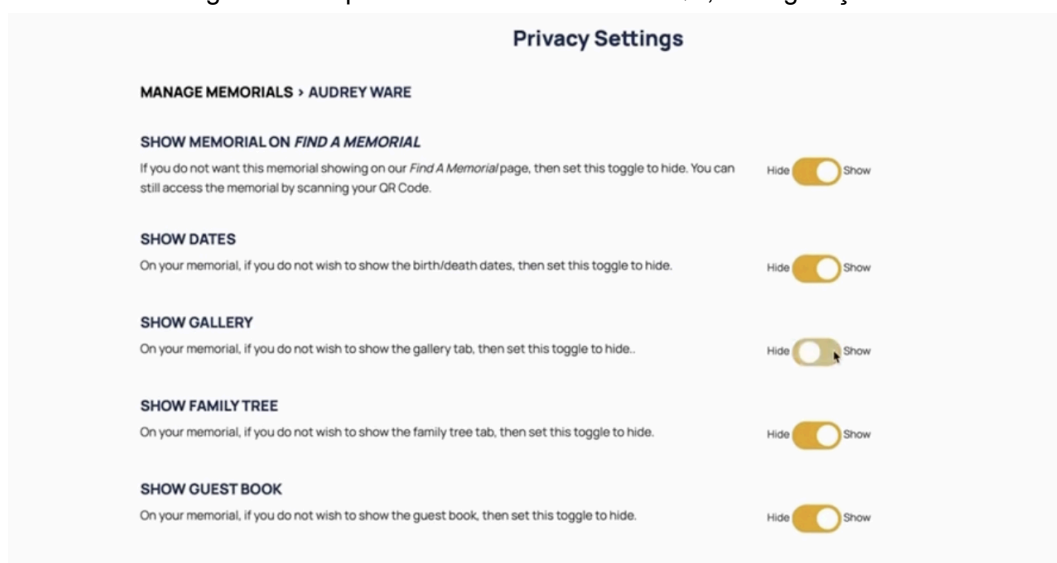 Privacy Settings
MANAGE MEMORIALS > AUDREY WARE
SHOW MEMORIAL ON FIND A MEMORIAL
If you do not want this memorial showing on our Find A Memorial page, then set this toggle to hide. You can
still access the memorial by scanning your QR Code.
Hide Show
SHOW DATES
On your memorial, if you do not wish to show the birth/death dates, then set this toggle to hide.
Hide Show
SHOW GALLERY
On your memorial, if you do not wish to show the gallery tab, then set this toggle to hide..
Hide Show
SHOW FAMILY TREE
On your memorial, if you do not wish to show the family tree tab, then set this toggle to hide.
Hide Show
SHOW GUEST BOOK
On your memorial, if you do not wish to show the guest book, then set this toggle to hide.
Hide Show